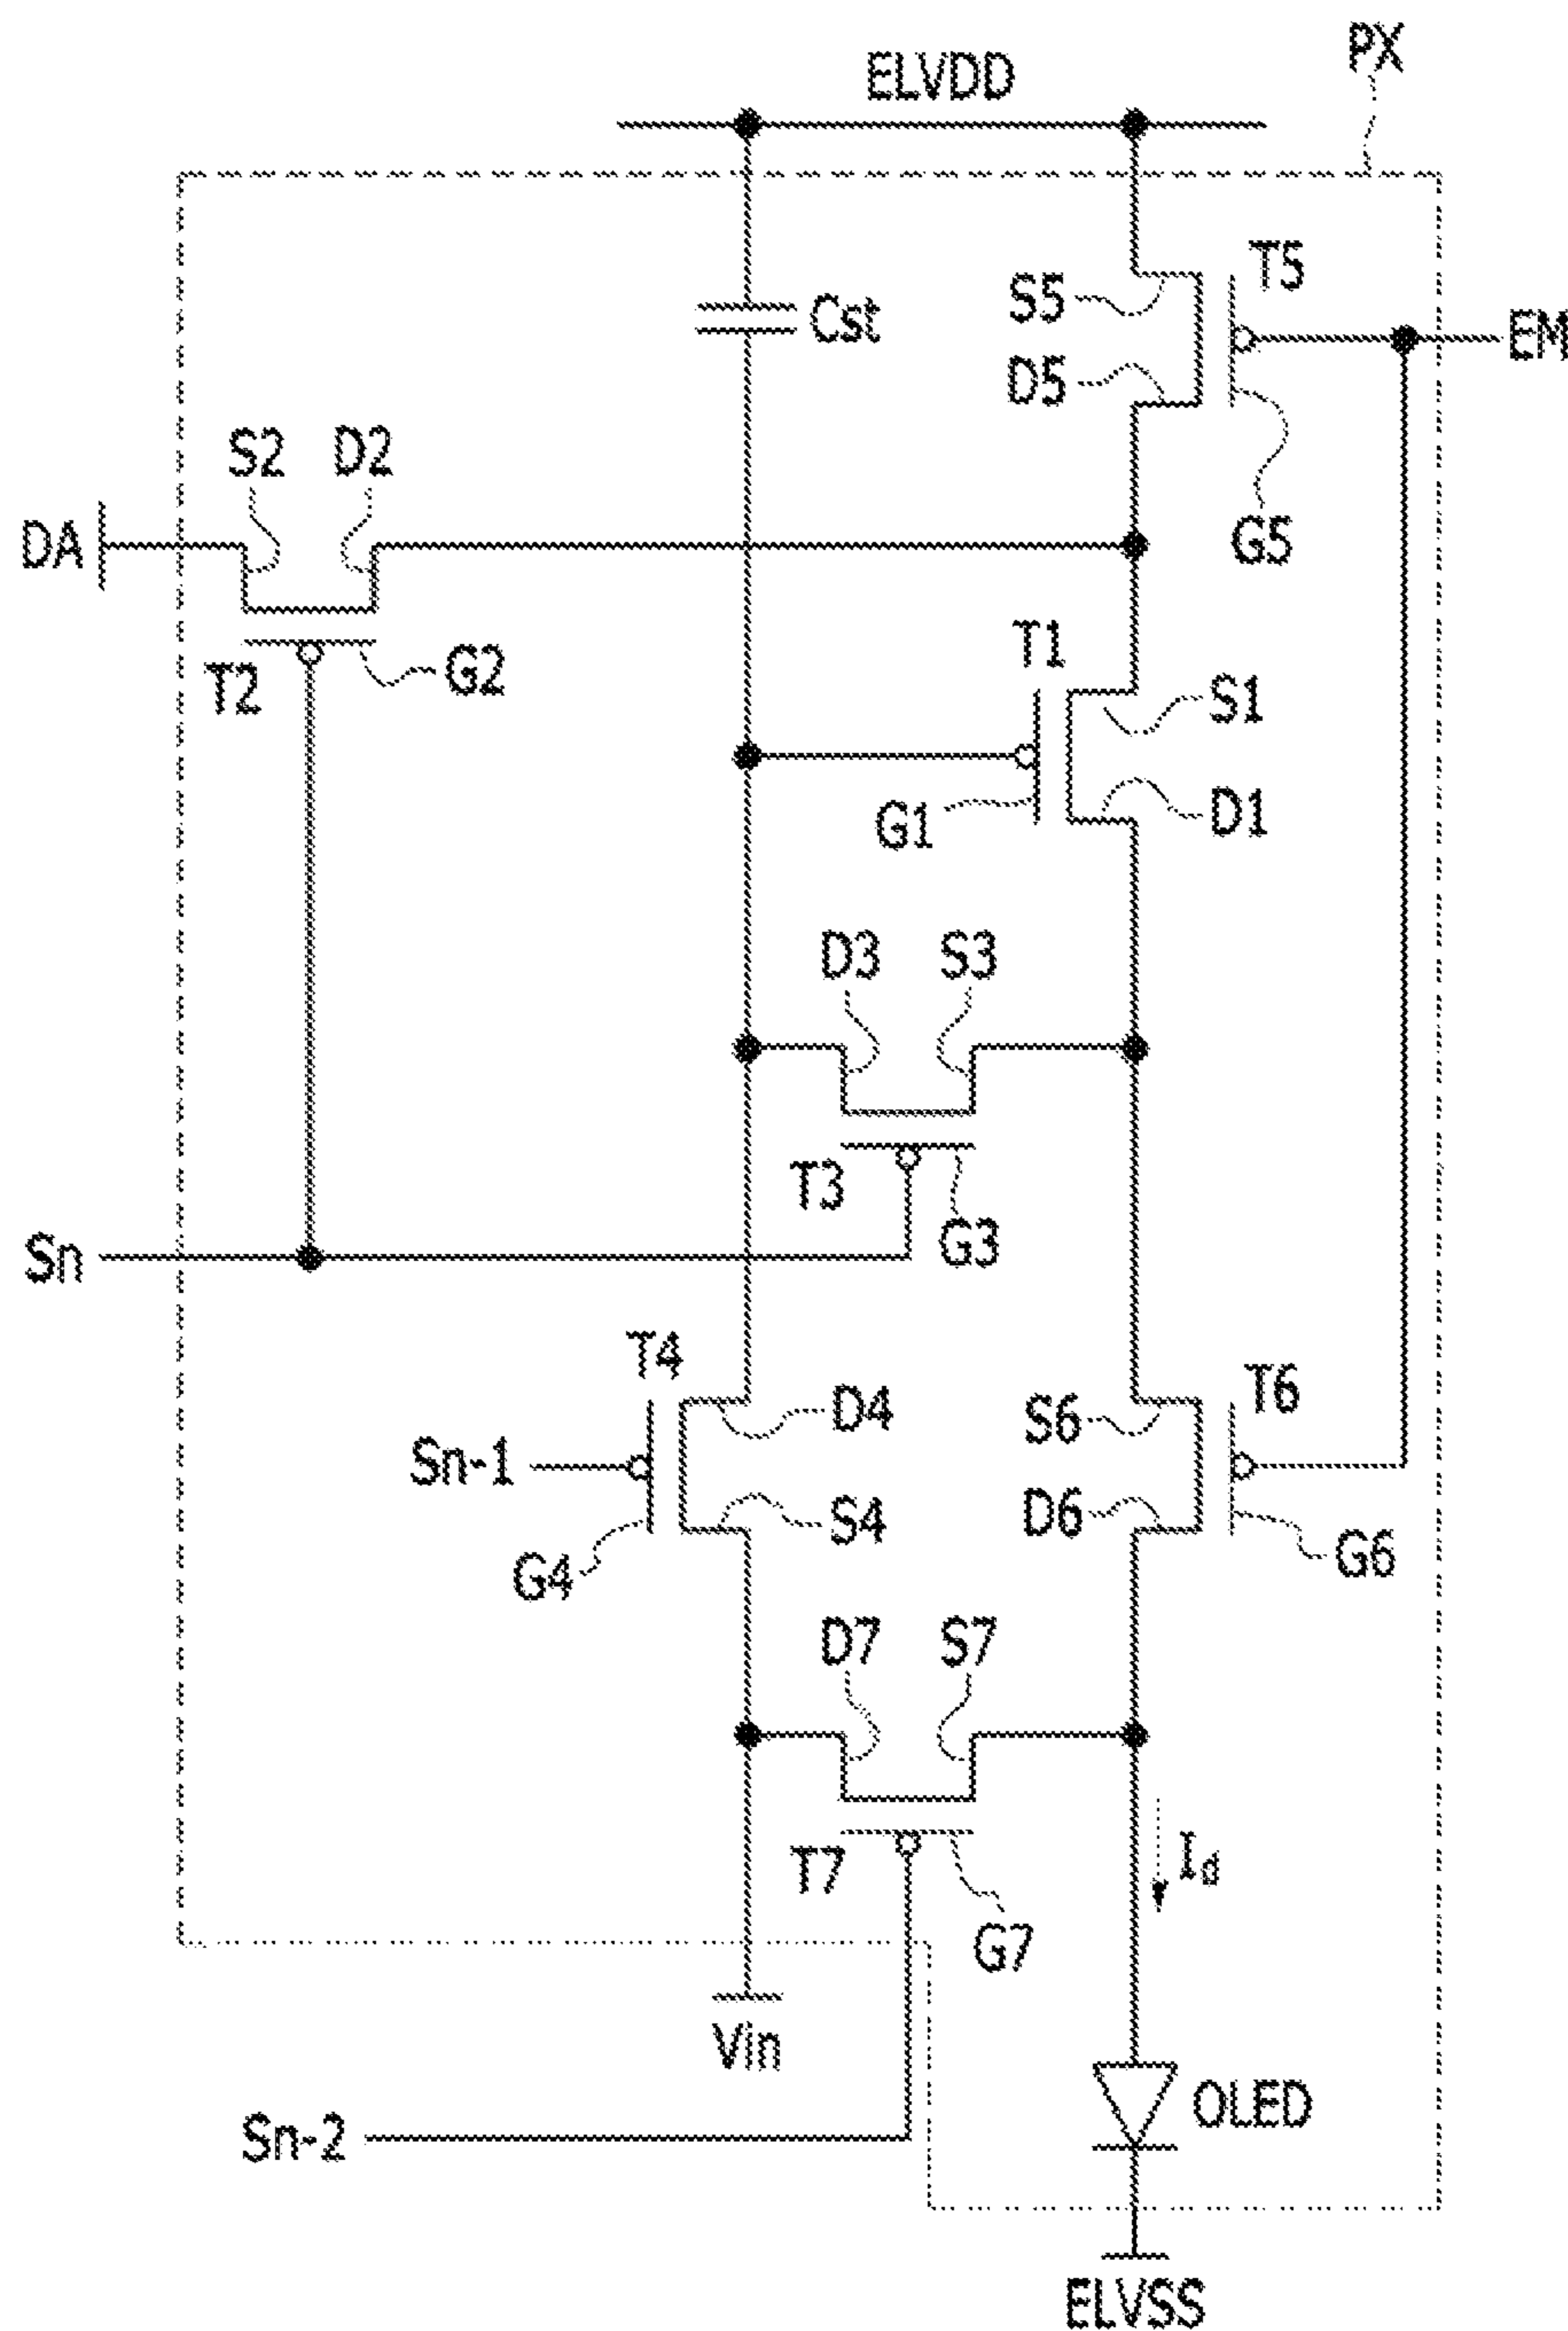 PX
ELVDD
T5
S5
Cst
EM
D5
S2 D2
G5
DA
T1
G2
T2
S1
G1
D1
D3 S3
T3
G3
Sn
T4
D4
S6
T6
Sn-1
S4
D6
G4
G6
D7 S7
T7
Id
G7
Vin
OLED
Sn-2
ELVSS